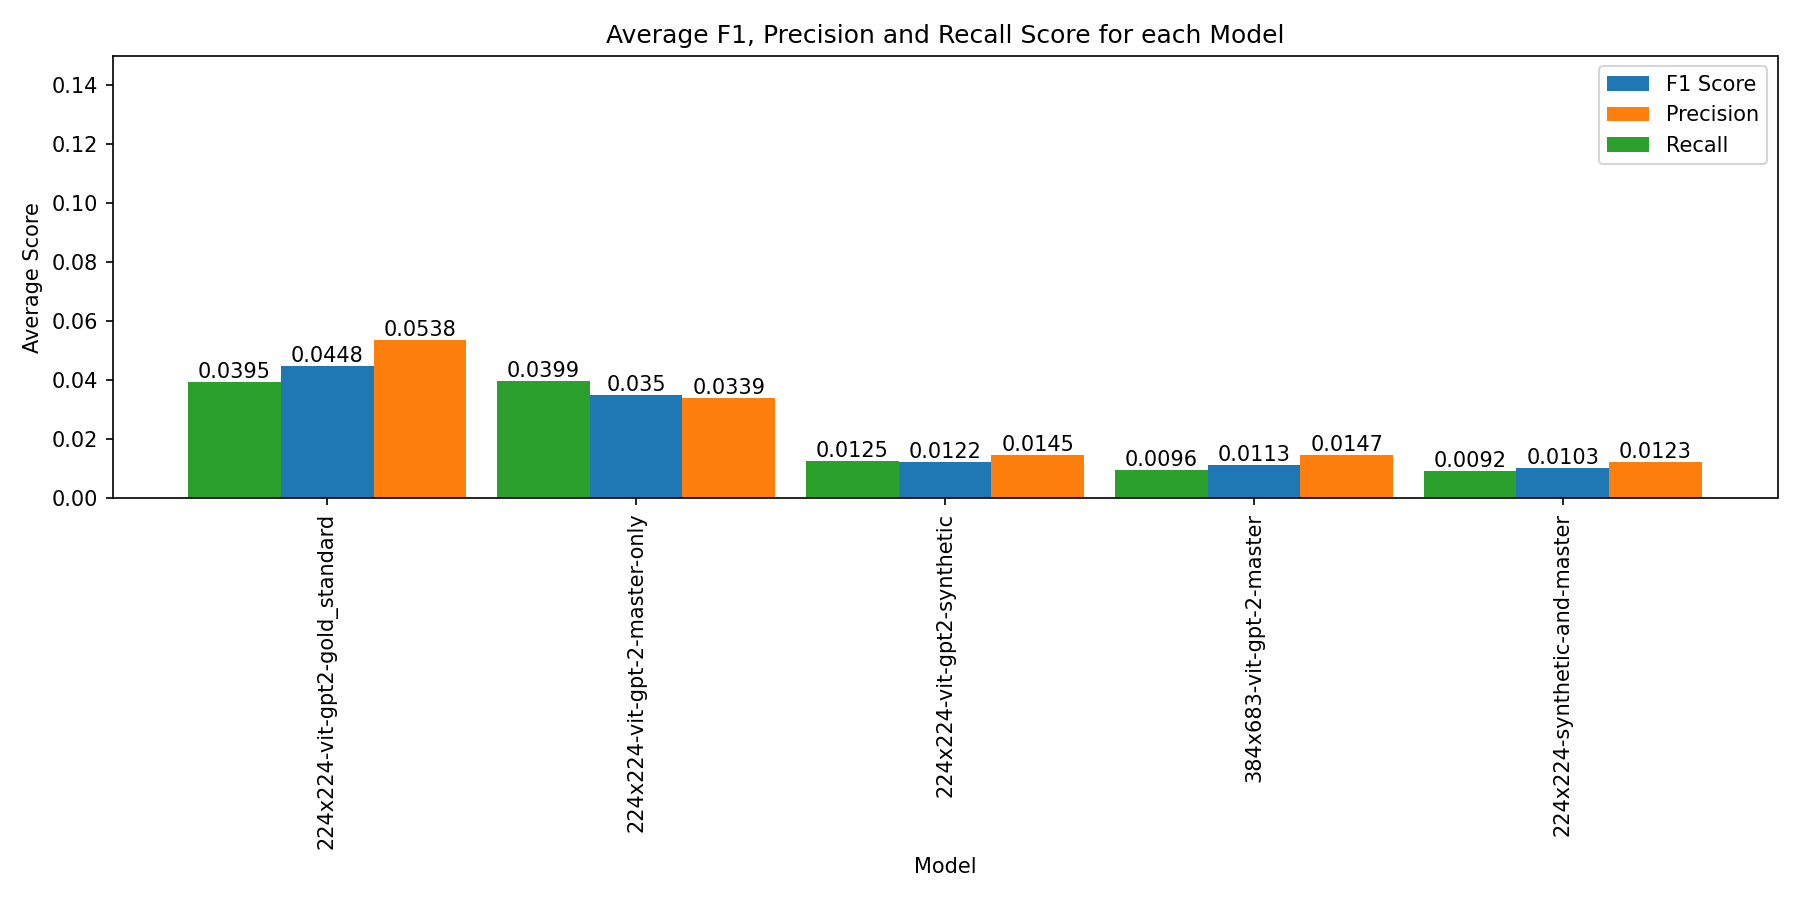 Average F1, Precision and Recall Score for each Model
F1 Score
Precision
Recall
Average Score
0.14
0.12
0.10
0.08
0.06
0.04
0.02
0.00
0.0395
0.0448
0.0538
0.0399
0.035
0.0339
0.0125
0.0122
0.0145
0.0096
0.0113
0.0147
0.0092
0.0103
0.0123
224x224-vit-gpt2-gold_standard
224x224-vit-gpt-2-master-only
224x224-vit-gpt2-synthetic
384x683-vit-gpt-2-master
224x224-synthetic-and-master
Model